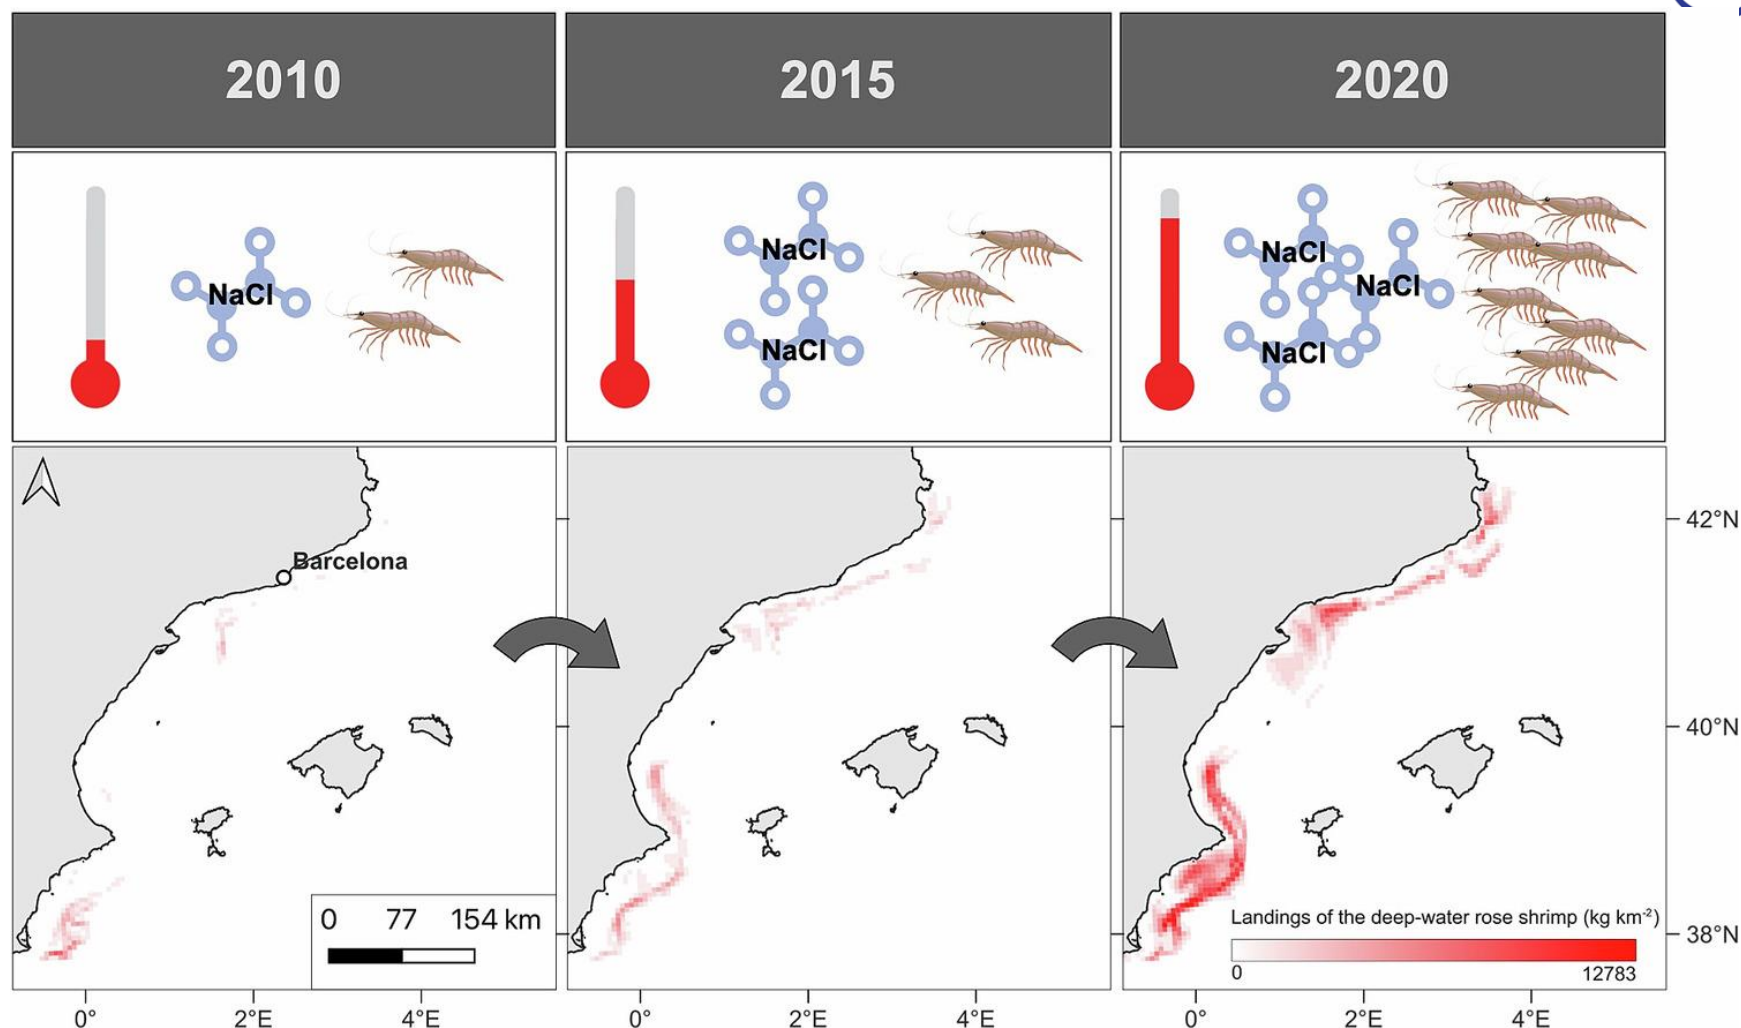 2010
2015
2020
NaCl
NaCl
NaCl
NaCl
NaCl
NaCl
Barcelona
42°N
40°N
38°N
0 77 154 km
Landings of the deep-water rose shrimp (kg km⁻²)
0 12783
0° 2°E 4°E
0° 2°E 4°E
0° 2°E 4°E